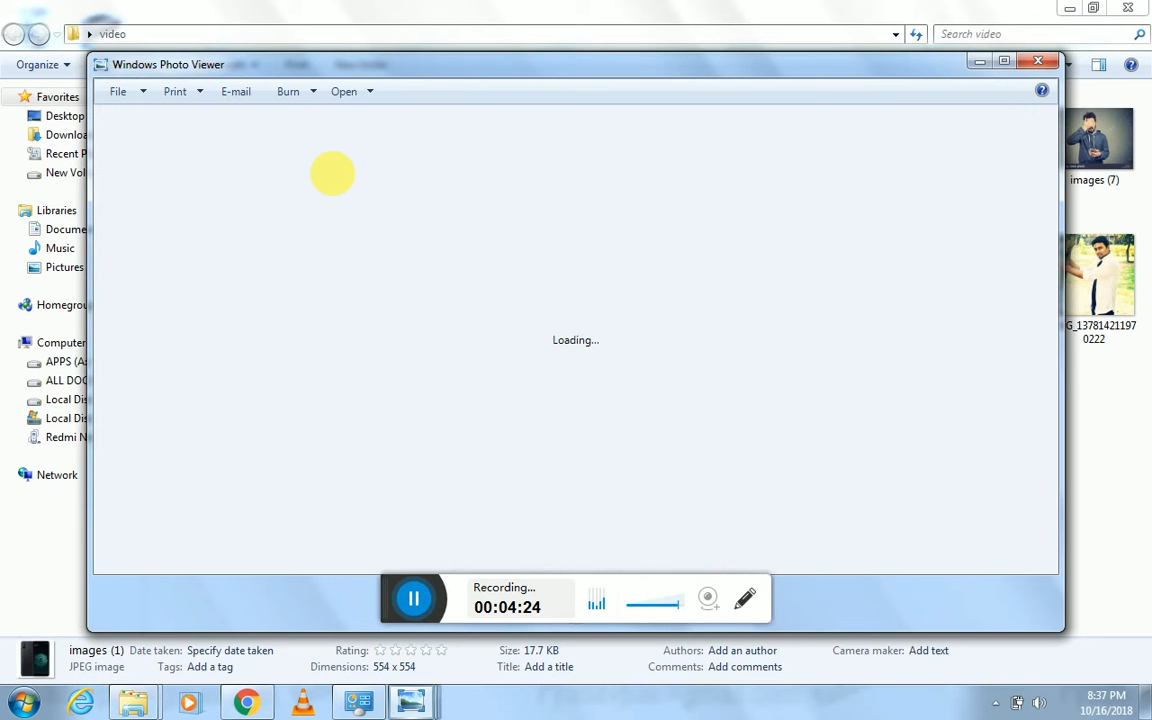 video
Search video
Organize
Windows Photo Viewer
File Print E-mail Burn Open
Favorites
Desktop
Downloa
Recent P
New Vol
Libraries
Docume
Music
Pictures
Homegrou
Computer
APPS (A:
ALL DOC
Local Dis
Local Dis
Redmi N
Network
images (7)
G_13781421197
0222
Loading...
Recording...
00:04:24
images (1) Date taken: Specify date taken Rating: Size: 17.7 KB Authors: Add an author Camera maker: Add text
JPEG image Tags: Add a tag Dimensions: 554 x 554 Title: Add a title Comments: Add comments
8:37 PM
10/16/2018